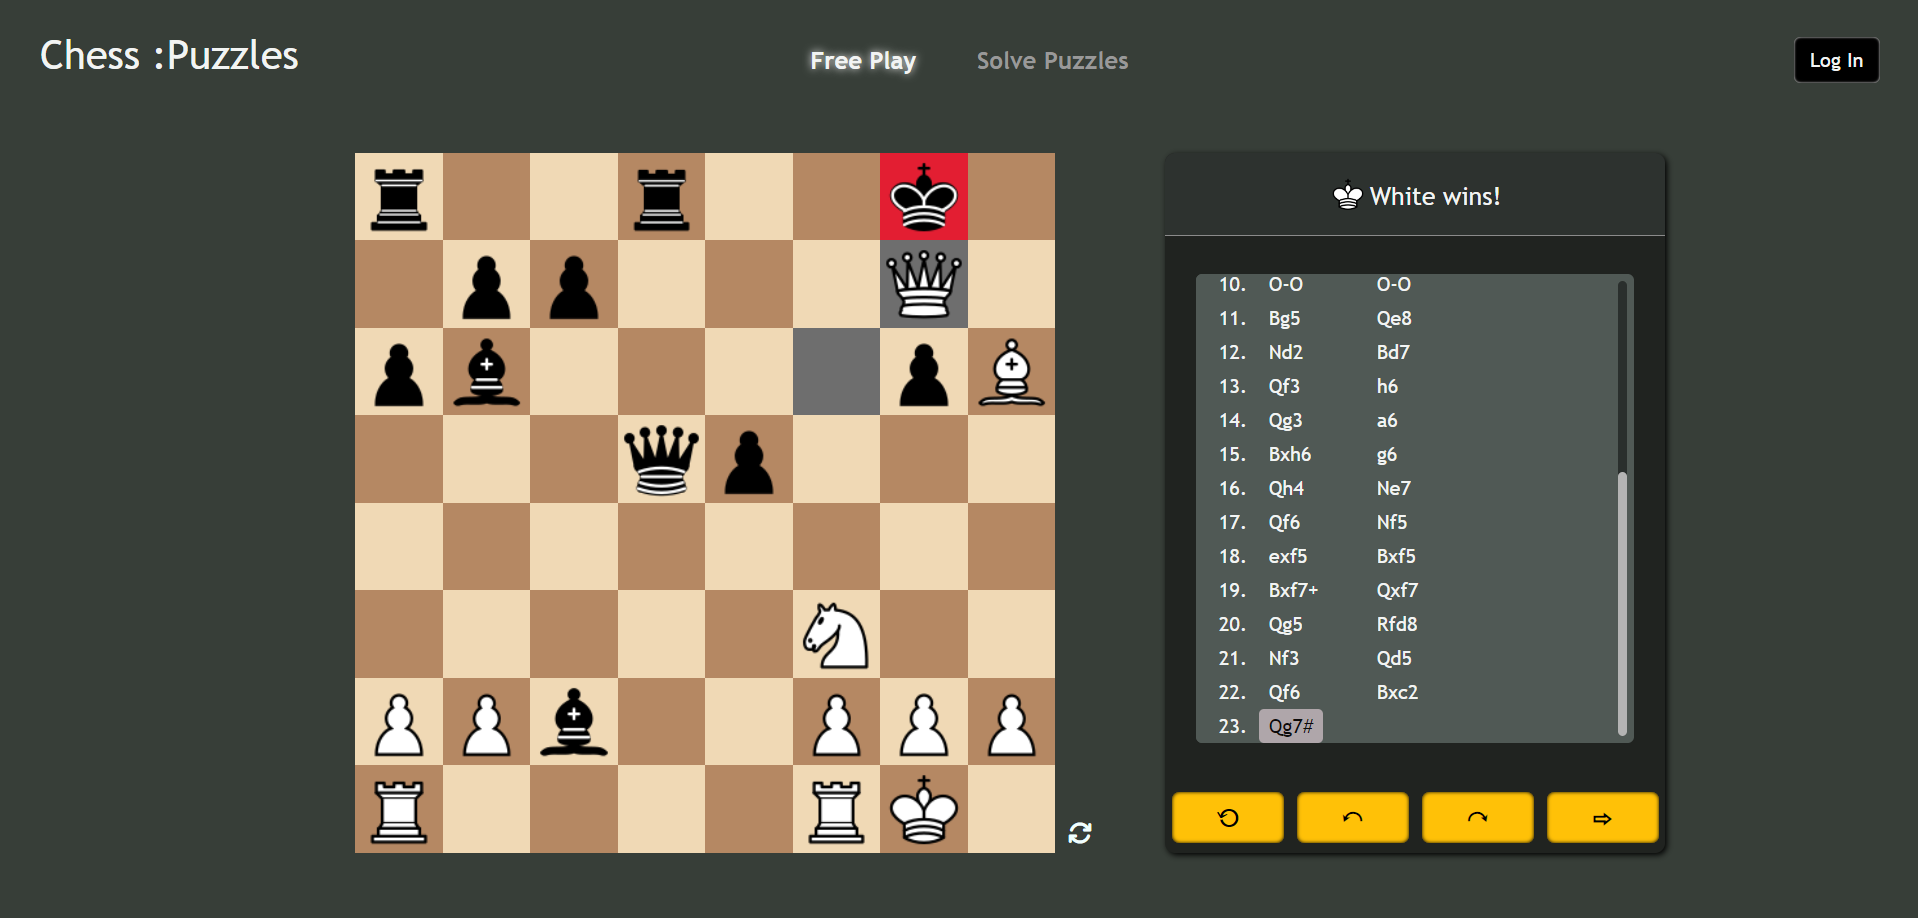 Chess :Puzzles
Free Play
Solve Puzzles
Log In
White wins!
10. O-O O-O
11. Bg5 Qe8
12. Nd2 Bd7
13. Qf3 h6
14. Qg3 a6
15. Bxh6 g6
16. Qh4 Ne7
17. Qf6 Nf5
18. exf5 Bxf5
19. Bxf7+ Qxf7
20. Qg5 Rfd8
21. Nf3 Qd5
22. Qf6 Bxc2
23. Qg7#